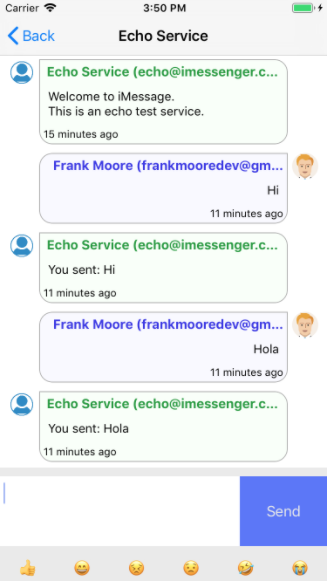 Carrier 3:50 PM
Back Echo Service
Echo Service (echo@imessenger.c...
Welcome to iMessage.
This is an echo test service.
15 minutes ago
Frank Moore (frankmooredev@gm...
Hi
11 minutes ago
Echo Service (echo@imessenger.c...
You sent: Hi
11 minutes ago
Frank Moore (frankmooredev@gm...
Hola
11 minutes ago
Echo Service (echo@imessenger.c...
You sent: Hola
11 minutes ago
Send